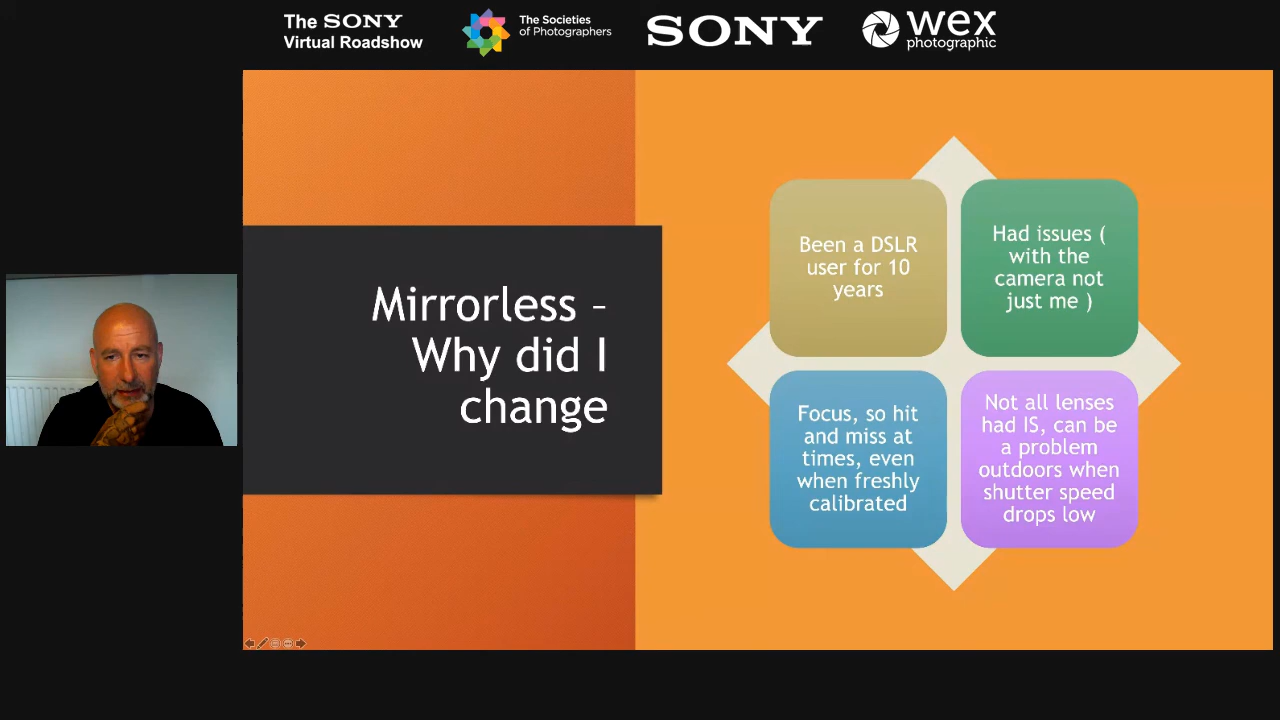 The SONY
Virtual Roadshow
The Societies
of Photographers
SONY
wex
photographic
Mirrorless –
Why did I
change
Been a DSLR
user for 10
years
Had issues (
with the
camera not
just me )
Focus, so hit
and miss at
times, even
when freshly
calibrated
Not all lenses
had IS, can be
a problem
outdoors when
shutter speed
drops low